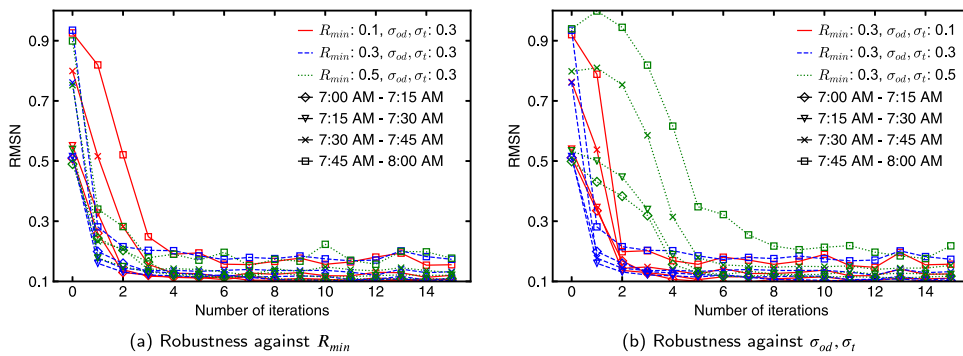 0.9
0.7
0.5
0.3
0.1
RMSN
0 2 4 6 8 10 12 14
Number of iterations
R_min: 0.1, σ_od, σ_t: 0.3
R_min: 0.3, σ_od, σ_t: 0.3
R_min: 0.5, σ_od, σ_t: 0.3
7:00 AM - 7:15 AM
7:15 AM - 7:30 AM
7:30 AM - 7:45 AM
7:45 AM - 8:00 AM
(a) Robustness against R_min
0.9
0.7
0.5
0.3
0.1
RMSN
0 2 4 6 8 10 12 14
Number of iterations
R_min: 0.3, σ_od, σ_t: 0.1
R_min: 0.3, σ_od, σ_t: 0.3
R_min: 0.3, σ_od, σ_t: 0.5
7:00 AM - 7:15 AM
7:15 AM - 7:30 AM
7:30 AM - 7:45 AM
7:45 AM - 8:00 AM
(b) Robustness against σ_od, σ_t